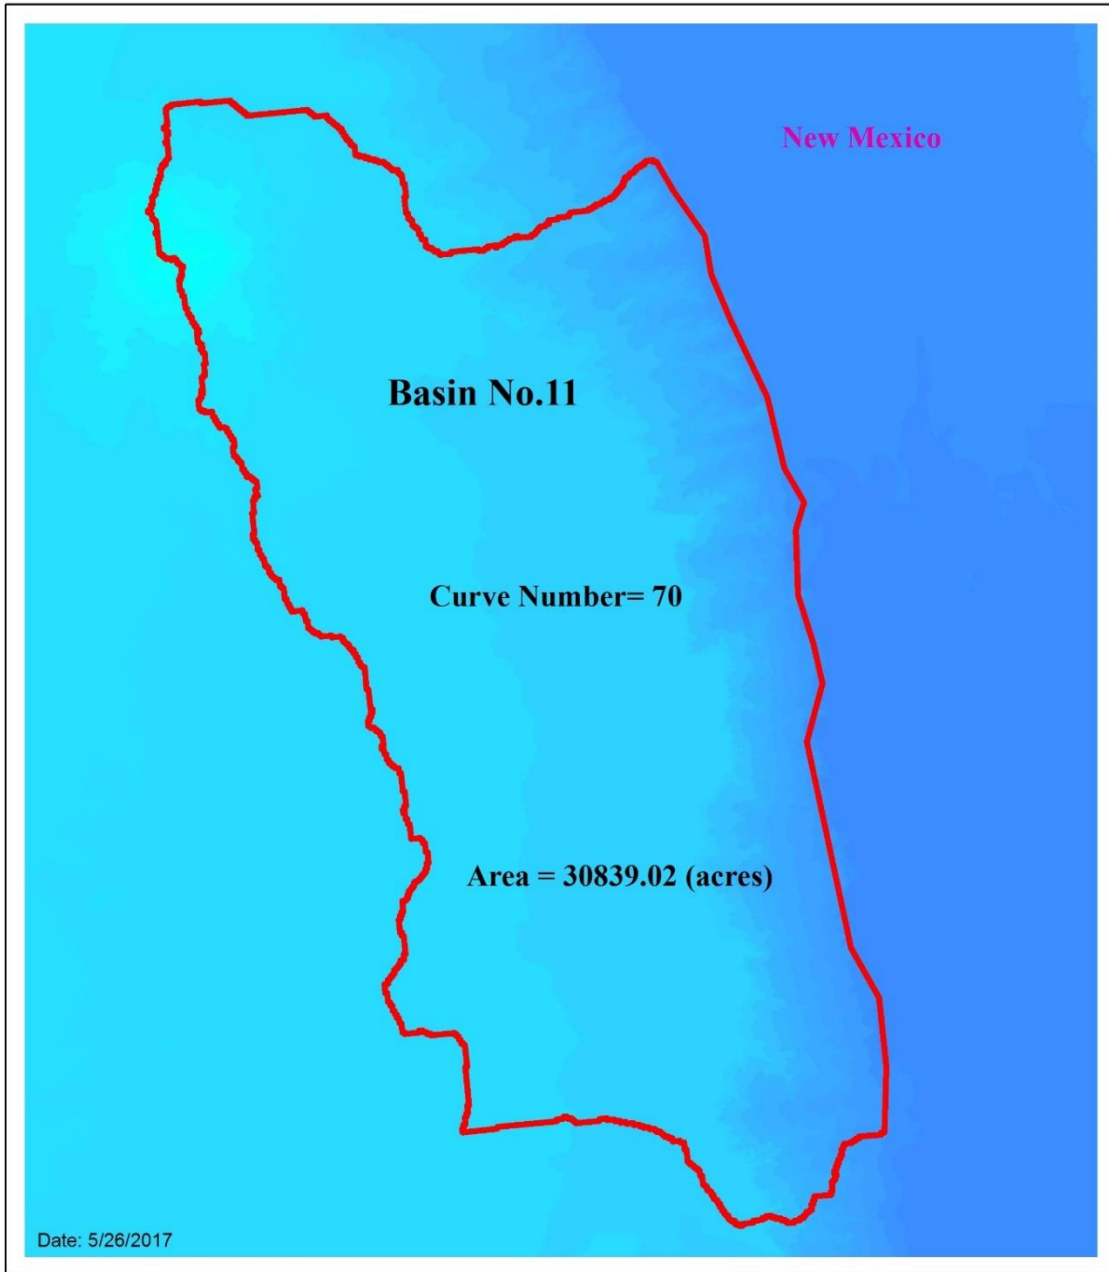 New Mexico
Basin No.11
Curve Number= 70
Area = 30839.02 (acres)
Date: 5/26/2017